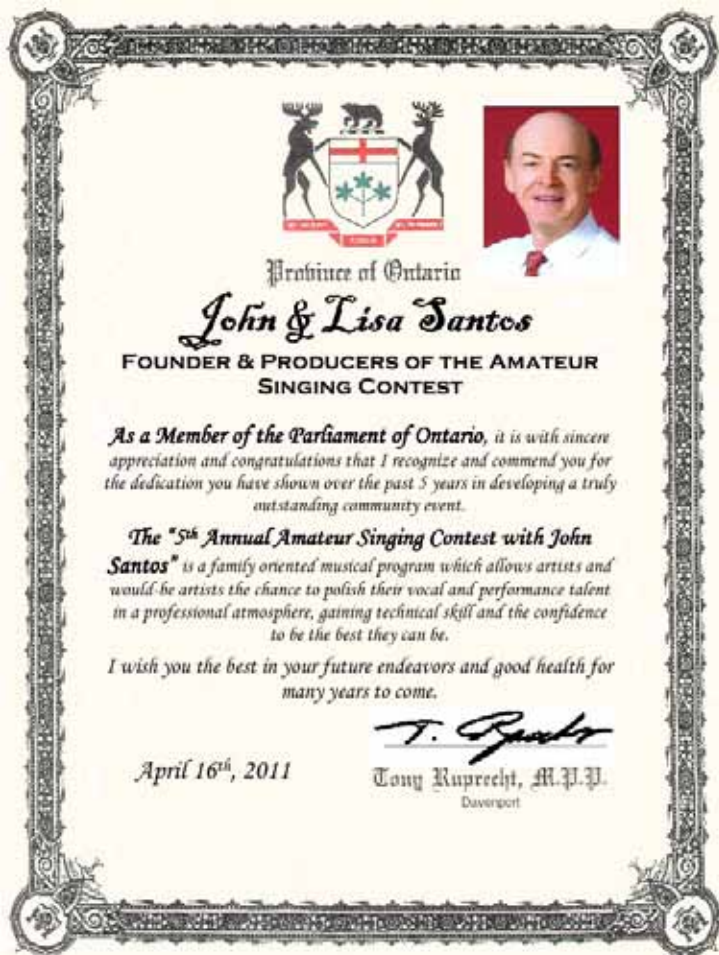 Province of Ontario
John & Lisa Santos
FOUNDER & PRODUCERS OF THE AMATEUR
SINGING CONTEST
As a Member of the Parliament of Ontario, it is with sincere
appreciation and congratulations that I recognize and commend you for
the dedication you have shown over the past 5 years in developing a truly
outstanding community event.
The "5th Annual Amateur Singing Contest with John
Santos" is a family oriented musical program which allows artists and
would-be artists the chance to polish their vocal and performance talent
in a professional atmosphere, gaining technical skill and the confidence
to be the best they can be.
I wish you the best in your future endeavors and good health for
many years to come.
April 16th, 2011
Tony Ruprecht, M.P.P.
Davenport